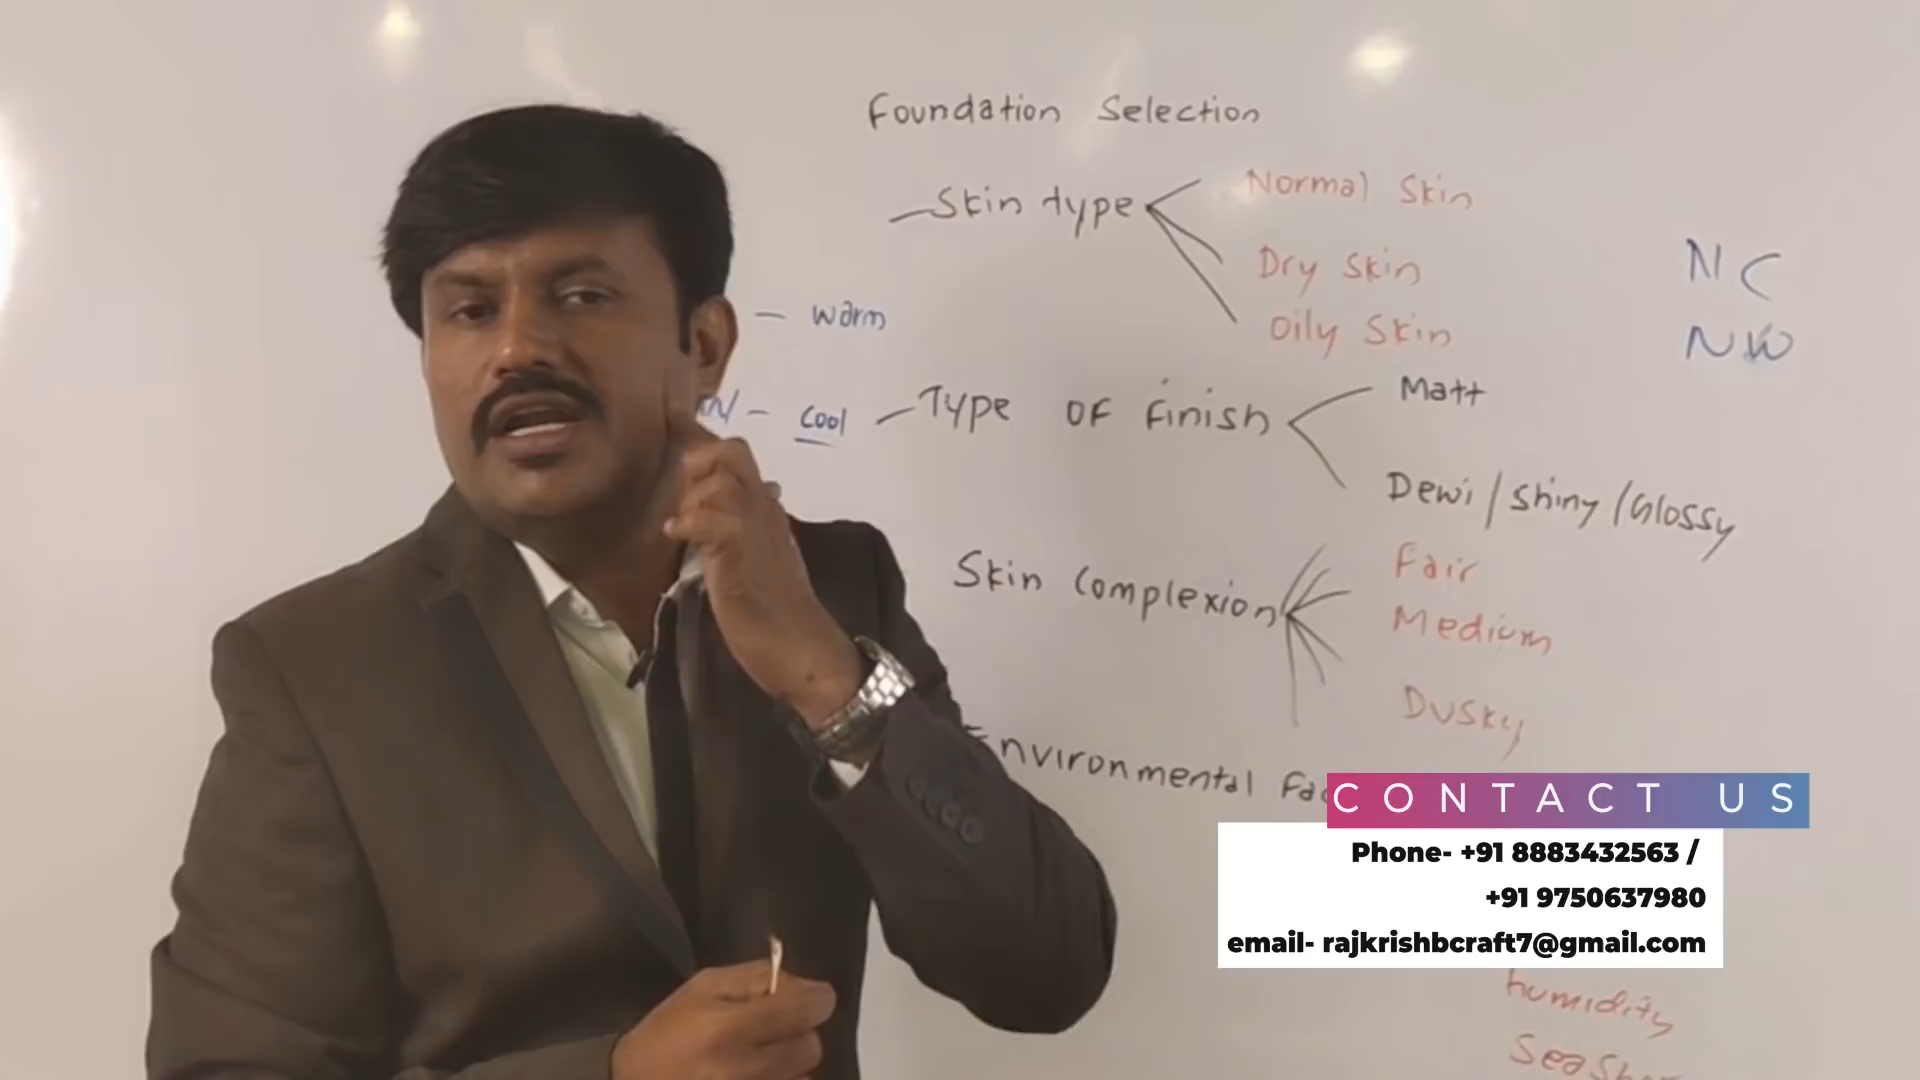 Foundation Selection
Skin type
Normal Skin
Dry Skin
Oily Skin
NC
NW
- warm
- cool
Type OF Finish
Matt
Dewi / Shiny / Glossy
Skin Complexion
Fair
Medium
Dusky
Environmental
CONTACT US
Phone- +91 8883432563 /
+91 9750637980
email- rajkrishbcraft7@gmail.com
humidity